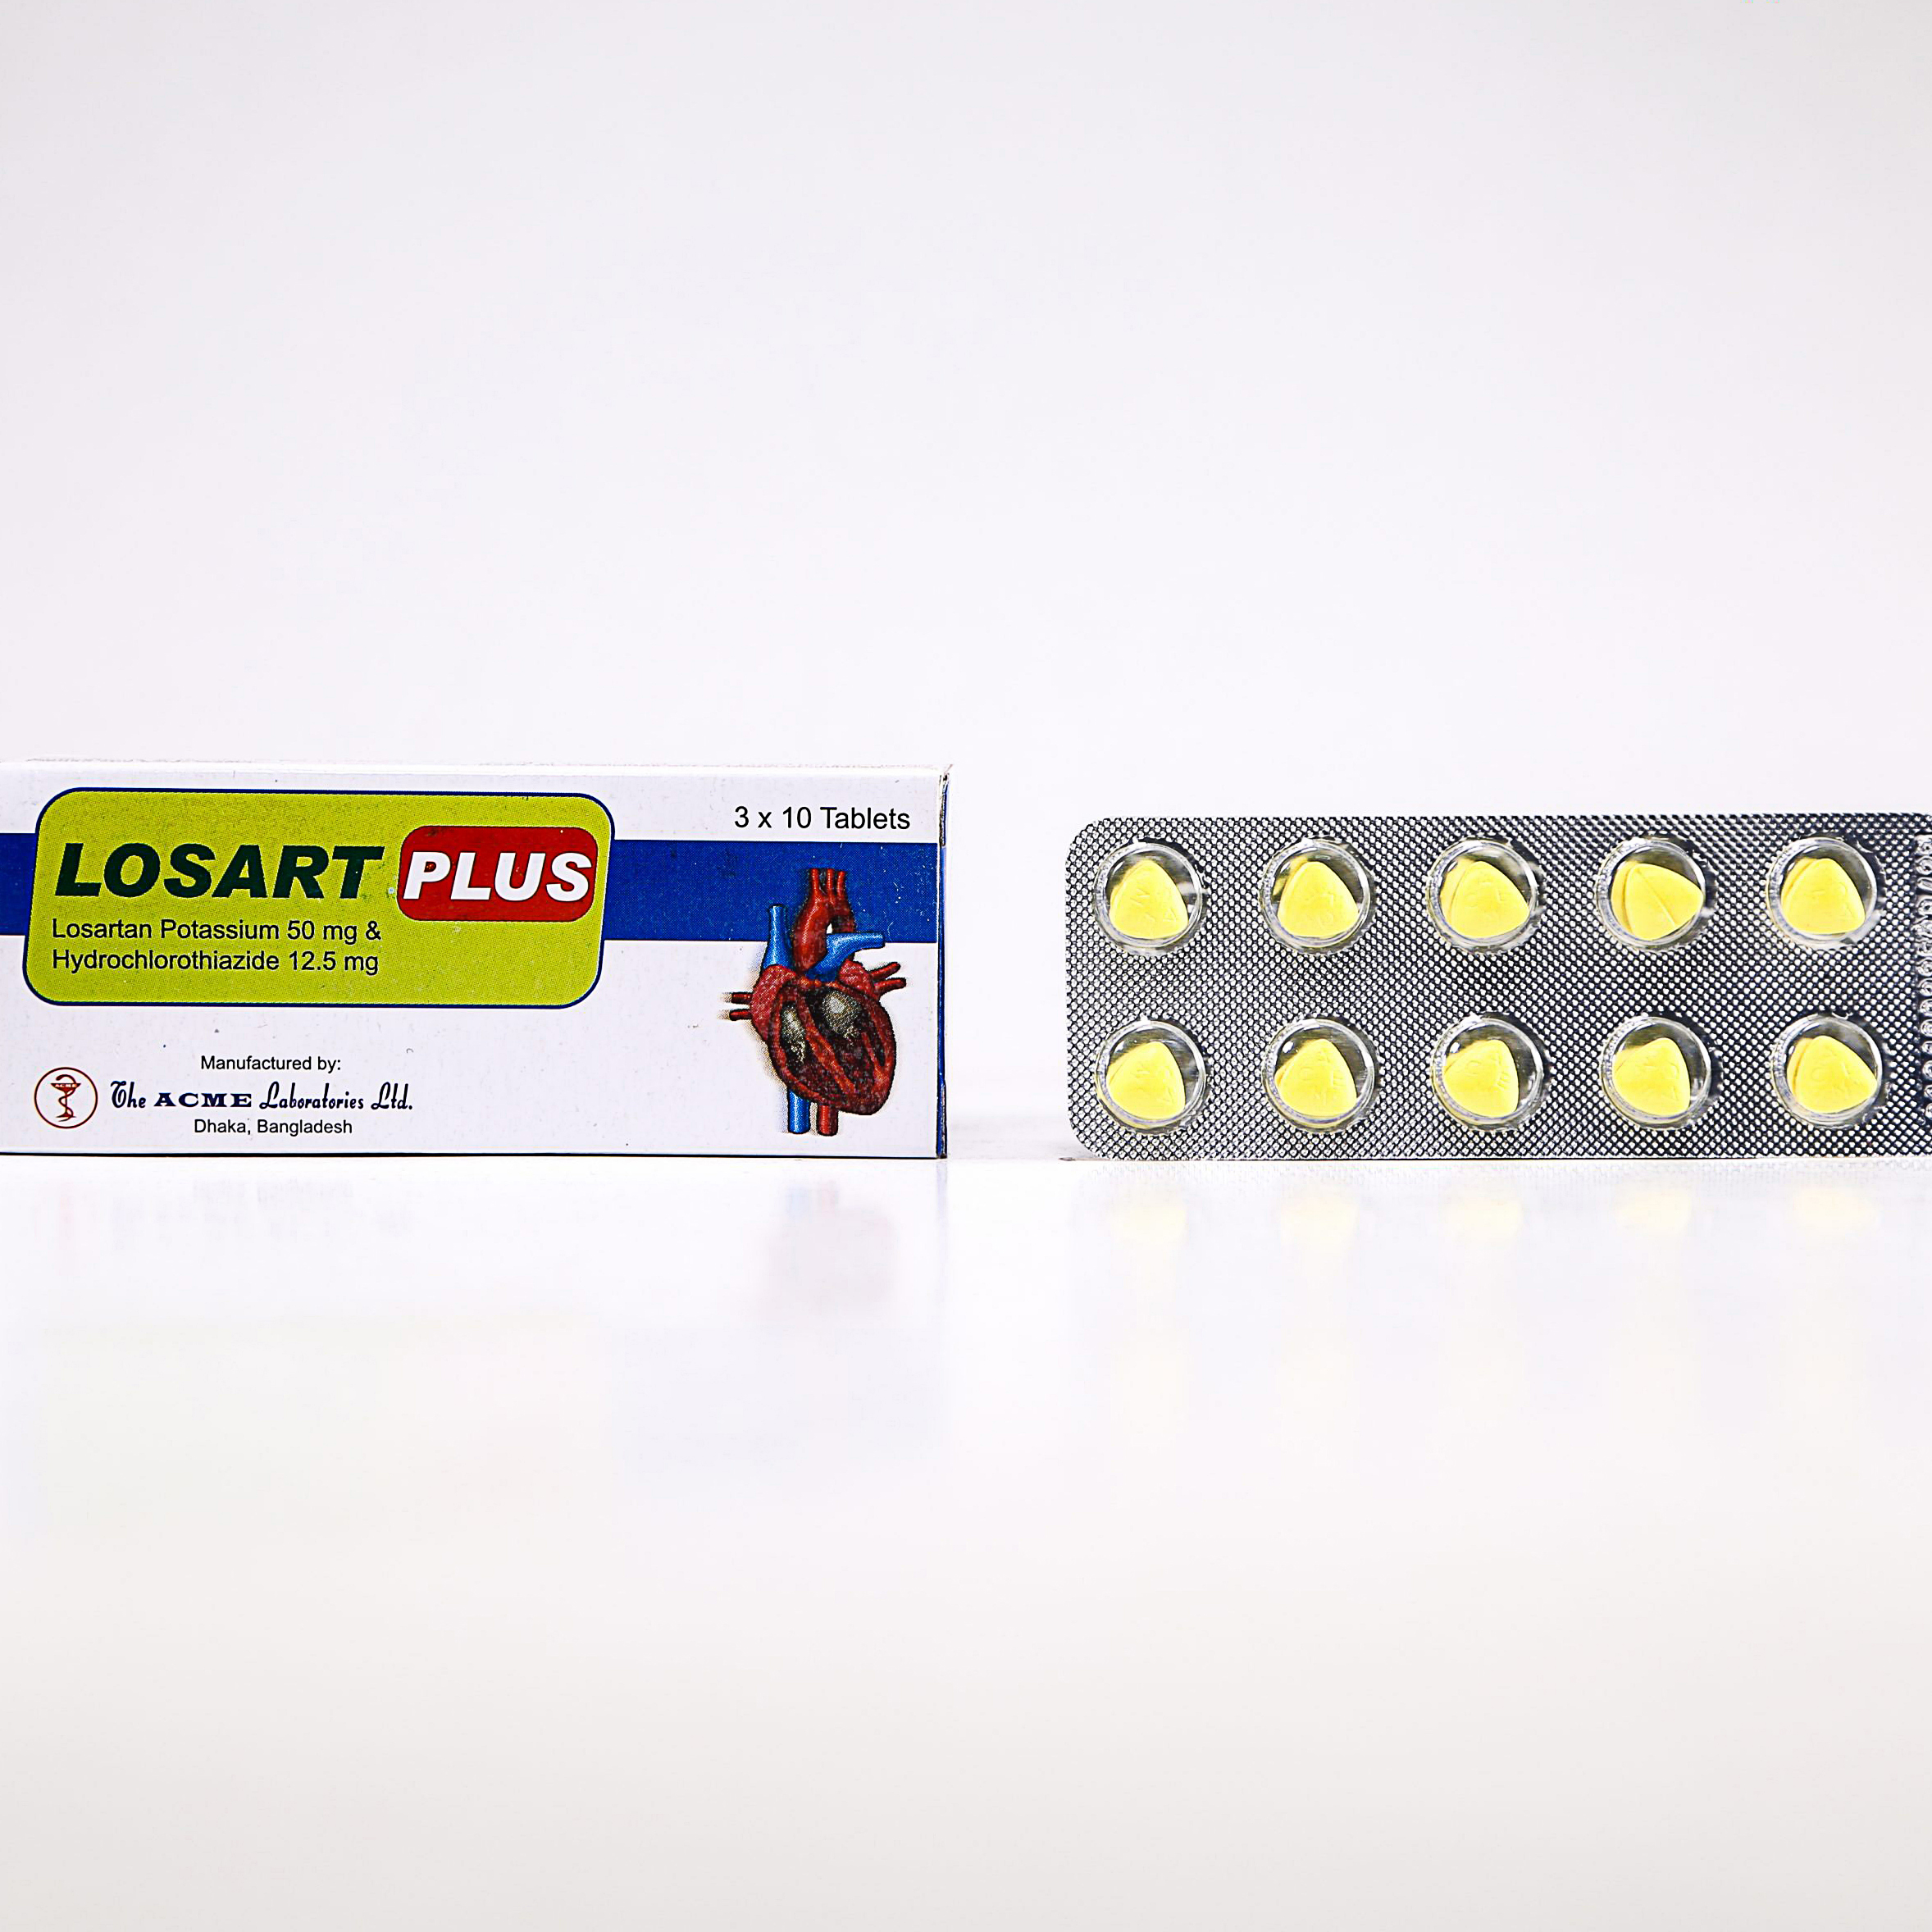 3 x 10 Tablets
LOSART PLUS
Losartan Potassium 50 mg &
Hydrochlorothiazide 12.5 mg
Manufactured by:
The ACME Laboratories Ltd.
Dhaka, Bangladesh